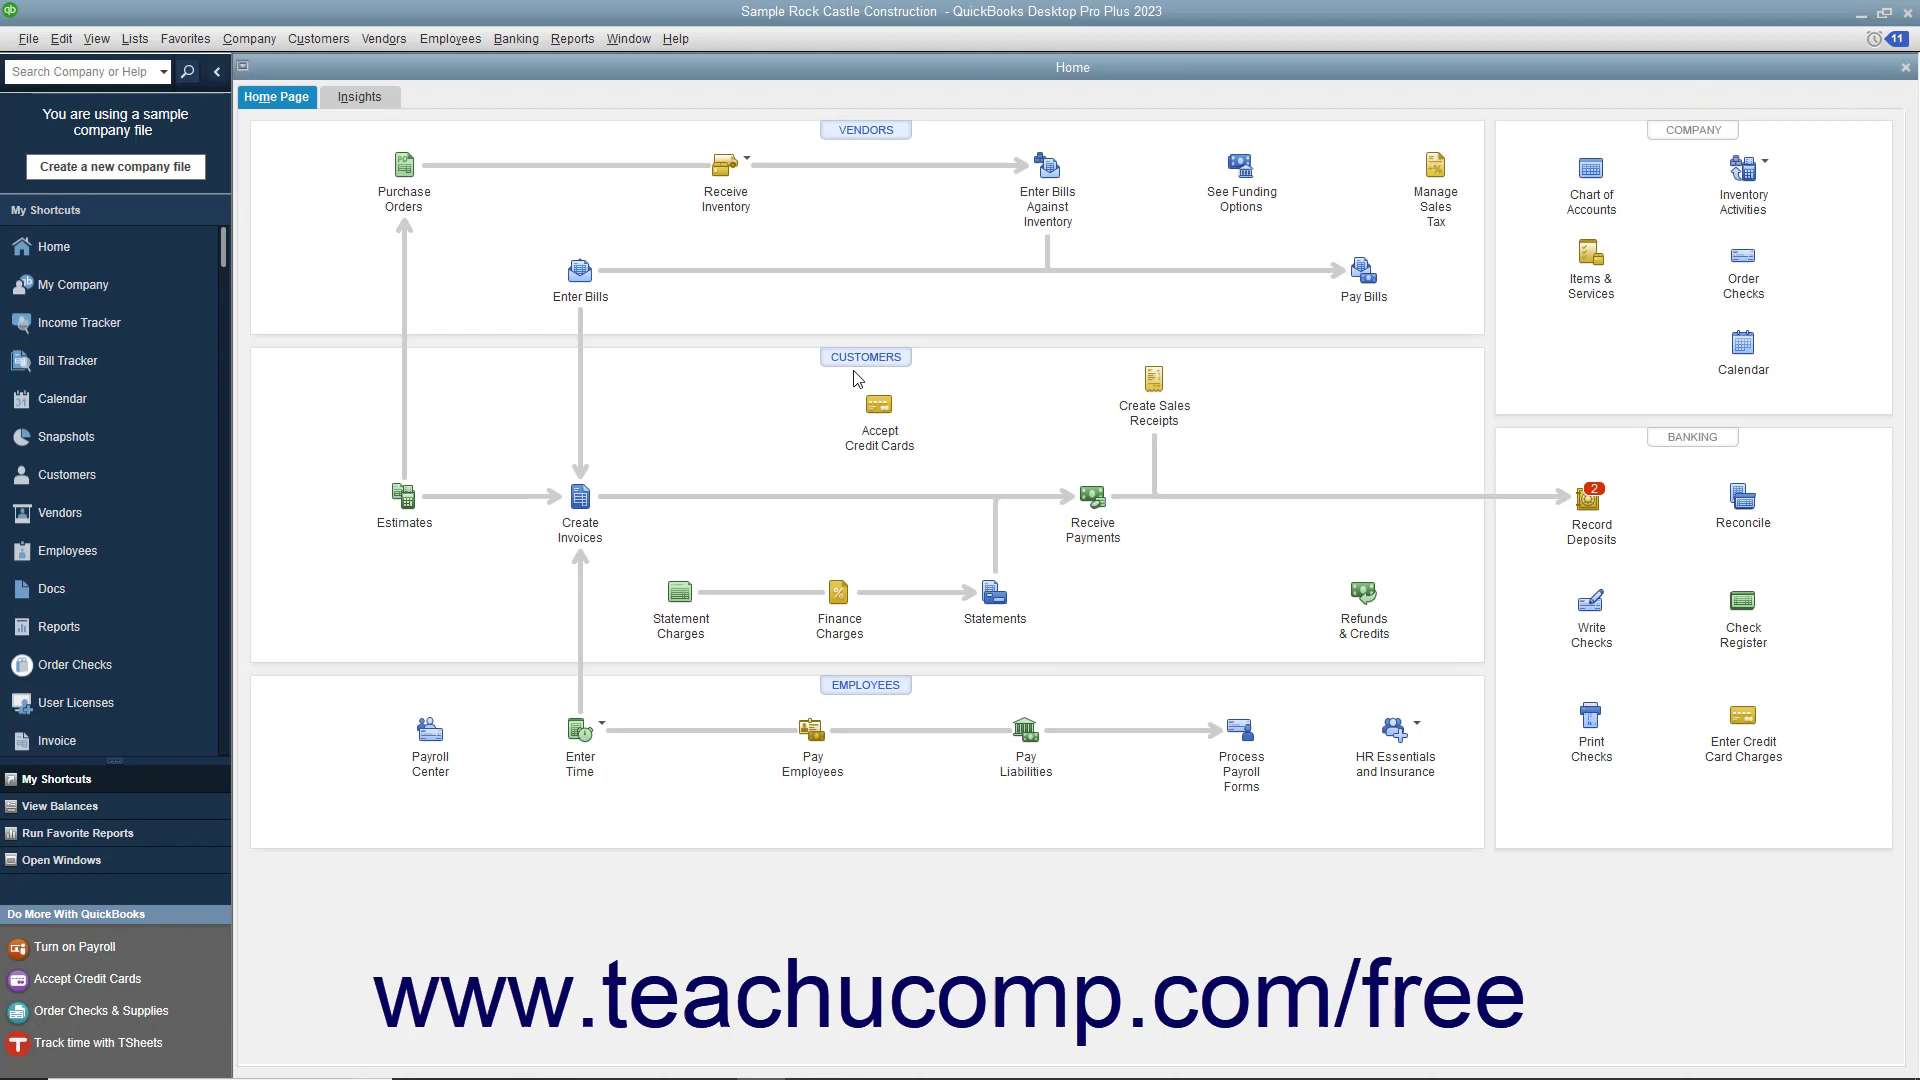 qb
Sample Rock Castle Construction - QuickBooks Desktop Pro Plus 2023
File Edit View Lists Favorites Company Customers Vendors Employees Banking Reports Window Help
11
Search Company or Help
Home
You are using a sample
company file
Create a new company file
My Shortcuts
Home
My Company
Income Tracker
Bill Tracker
31
Calendar
Snapshots
Customers
Vendors
Employees
Docs
Reports
Order Checks
User Licenses
Invoice
My Shortcuts
View Balances
Run Favorite Reports
Open Windows
Do More With QuickBooks
Turn on Payroll
Accept Credit Cards
Order Checks & Supplies
Track time with TSheets
Home Page
Insights
VENDORS
PO
Purchase
Orders
Receive
Inventory
Enter Bills
Against
Inventory
See Funding
Options
Manage
Sales
Tax
Enter Bills
Pay Bills
CUSTOMERS
Accept
Credit Cards
Create Sales
Receipts
Estimates
Create
Invoices
Receive
Payments
Statement
Charges
%
Finance
Charges
Statements
Refunds
& Credits
EMPLOYEES
Payroll
Center
Enter
Time
Pay
Employees
Pay
Liabilities
Process
Payroll
Forms
HR Essentials
and Insurance
COMPANY
Chart of
Accounts
Inventory
Activities
Items &
Services
Order
Checks
Calendar
BANKING
2
Record
Deposits
Reconcile
Write
Checks
Check
Register
Print
Checks
Enter Credit
Card Charges
www.teachucomp.com/free